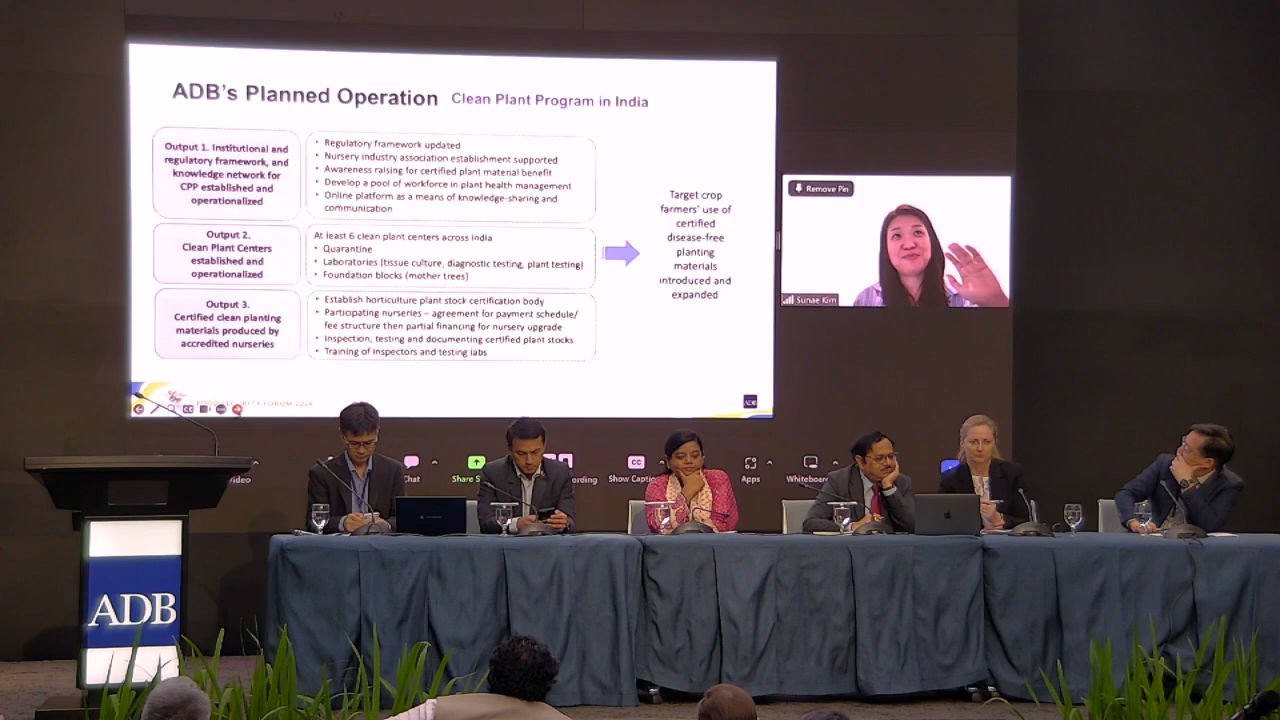 ADB's Planned Operation Clean Plant Program in India
Output 1. Institutional and
regulatory framework, and
knowledge network for
CPP established and
operationalized
• Regulatory framework updated
• Nursery industry association establishment supported
• Awareness raising for certified plant material benefit
• Develop a pool of workforce in plant health management
• Online platform as a means of knowledge-sharing and
communication
Output 2.
Clean Plant Centers
established and
operationalized
At least 6 clean plant centers across India
• Quarantine
• Laboratories (tissue culture, diagnostic testing, plant testing)
• Foundation blocks (mother trees)
Output 3.
Certified clean planting
materials produced by
accredited nurseries
• Establish horticulture plant stock certification body
• Participating nurseries – agreement for payment schedule/
fee structure then partial financing for nursery upgrade
• Inspection, testing and documenting certified plant stocks
• Training of inspectors and testing labs
Target crop
farmers' use of
certified
disease-free
planting
materials
introduced and
expanded
FOOD SECURITY FORUM 2024
ADB
Remove Pin
Sunae Kim
Share
Show
Apps
CC
ADB